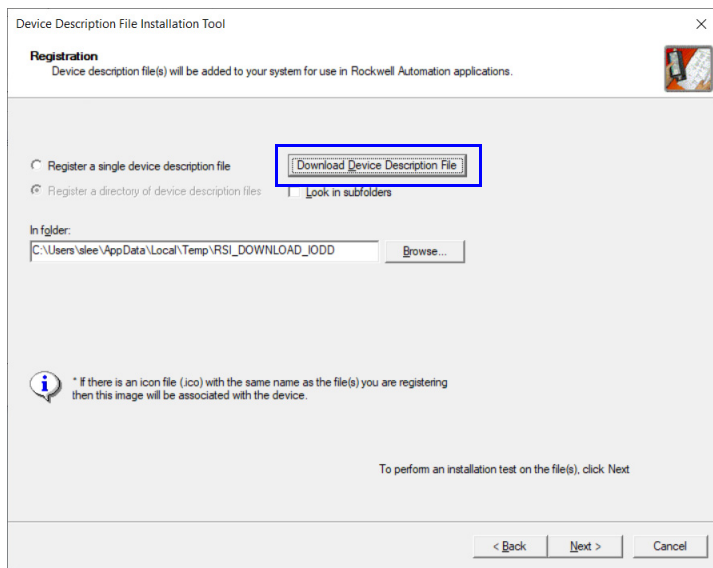 Device Description File Installation Tool
Registration
Device description file(s) will be added to your system for use in Rockwell Automation applications.
Register a single device description file
Download Device Description File
Register a directory of device description files
Look in subfolders
In folder:
C:\Users\slee\AppData\Local\Temp\RSI_DOWNLOAD_IODD
Browse...
* If there is an icon file (.ico) with the same name as the file(s) you are registering
then this image will be associated with the device.
To perform an installation test on the file(s), click Next
< Back
Next >
Cancel